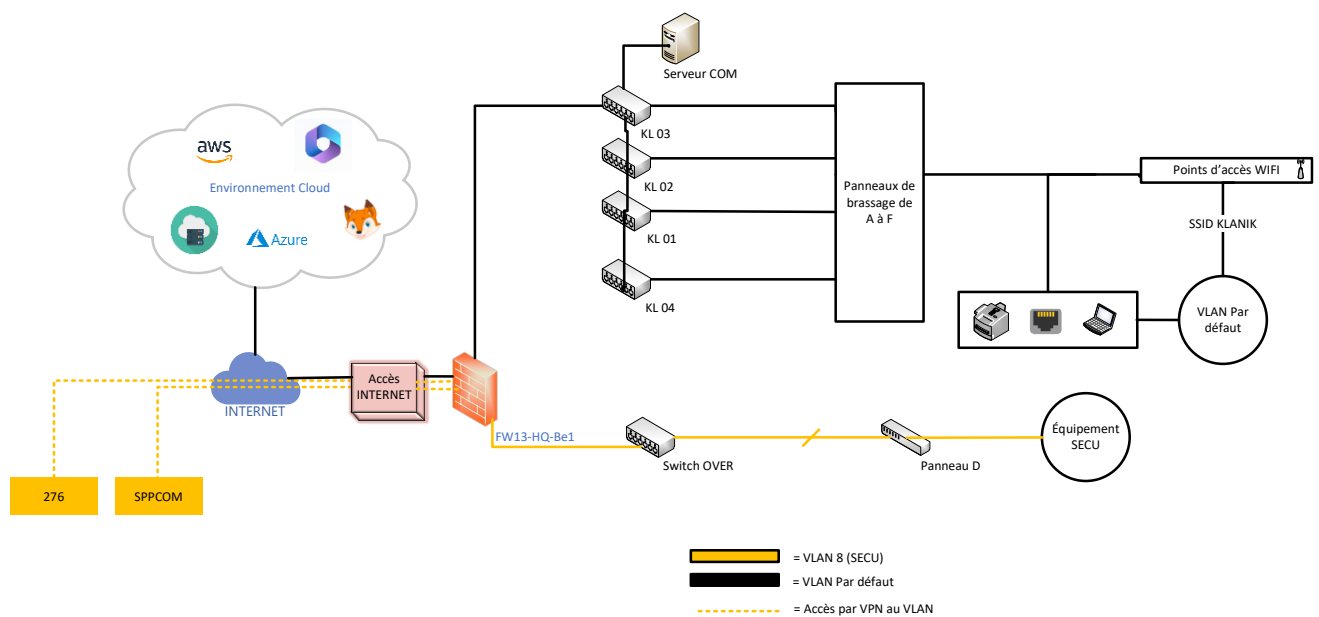 Serveur COM
KL 03
aws
Environnement Cloud
Azure
KL 02
KL 01
KL 04
Panneaux de
brassage de
A à F
Points d’accès WIFI
SSID KLANIK
VLAN Par
défaut
INTERNET
Accès
INTERNET
FW13-HQ-Be1
Switch OVER
Panneau D
Équipement
SECU
276
SPPCOM
= VLAN 8 (SECU)
= VLAN Par défaut
= Accès par VPN au VLAN